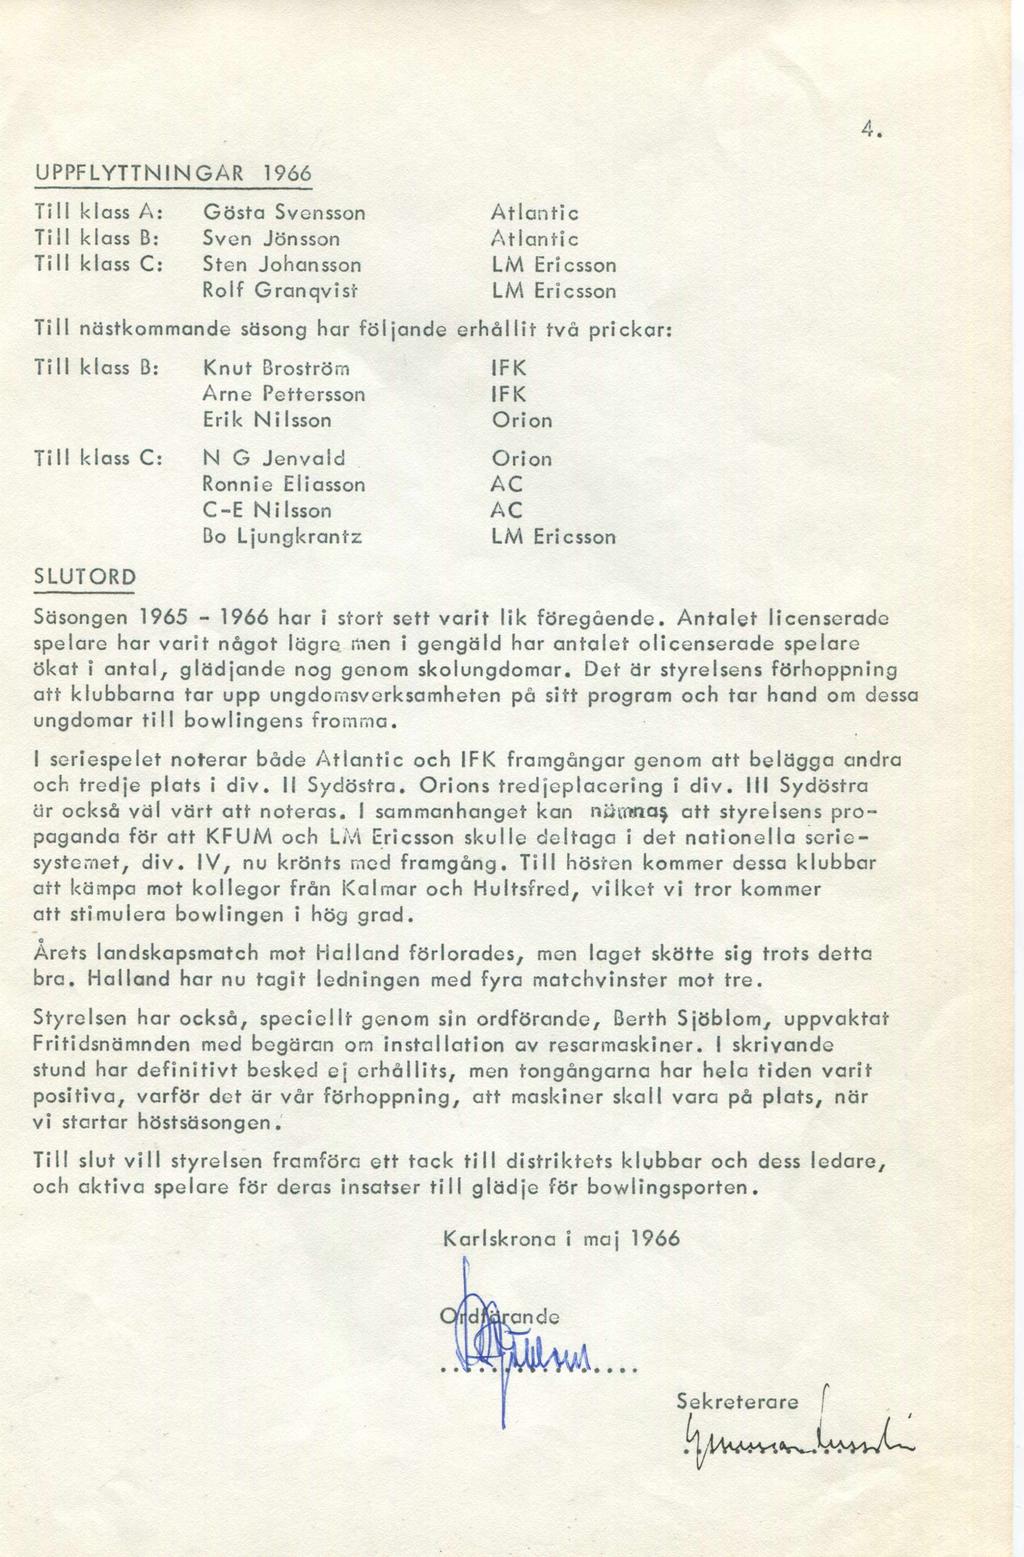 4.
UPPFLYTTNINGAR 1966
Till klass A: Gösta Svensson Atlantic
Till klass B: Sven Jönsson Atlantic
Till klass C: Sten Johansson LM Ericsson
Rolf Granqvist LM Ericsson
Till nästkommande säsong har följande erhållit två prickar:
Till klass B: Knut Broström IFK
Arne Pettersson IFK
Erik Nilsson Orion
Till klass C: N G Jenvald Orion
Ronnie Eliasson AC
C-E Nilsson AC
Bo Ljungkrantz LM Ericsson
SLUTORD
Säsongen 1965 - 1966 har i stort sett varit lik föregående. Antalet licenserade
spelare har varit något lägre men i gengäld har antalet olicenserade spelare
ökat i antal, glädjande nog genom skolungdomar. Det är styrelsens förhoppning
att klubbarna tar upp ungdomsverksamheten på sitt program och tar hand om dessa
ungdomar till bowlingens fromma.
I seriespelet noterar både Atlantic och IFK framgångar genom att belägga andra
och tredje plats i div. II Sydöstra. Orions tredjeplacering i div. III Sydöstra
är också väl värt att noteras. I sammanhanget kan nämnas att styrelsens pro-
paganda för att KFUM och LM Ericsson skulle deltaga i det nationella serie-
systemet, div. IV, nu krönts med framgång. Till hösten kommer dessa klubbar
att kämpa mot kollegor från Kalmar och Hultsfred, vilket vi tror kommer
att stimulera bowlingen i hög grad.
Årets landskapsmatch mot Halland förlorades, men laget skötte sig trots detta
bra. Halland har nu tagit ledningen med fyra matchvinster mot tre.
Styrelsen har också, speciellt genom sin ordförande, Berth Sjöblom, uppvaktat
Fritidsnämnden med begäran om installation av resarmaskiner. I skrivande
stund har definitivt besked ej erhållits, men tongångarna har hela tiden varit
positiva, varför det är vår förhoppning, att maskiner skall vara på plats, när
vi startar höstsäsongen.
Till slut vill styrelsen framföra ett tack till distriktets klubbar och dess ledare,
och aktiva spelare för deras insatser till glädje för bowlingsporten.
Karlskrona i maj 1966
Ordförande
Sekreterare